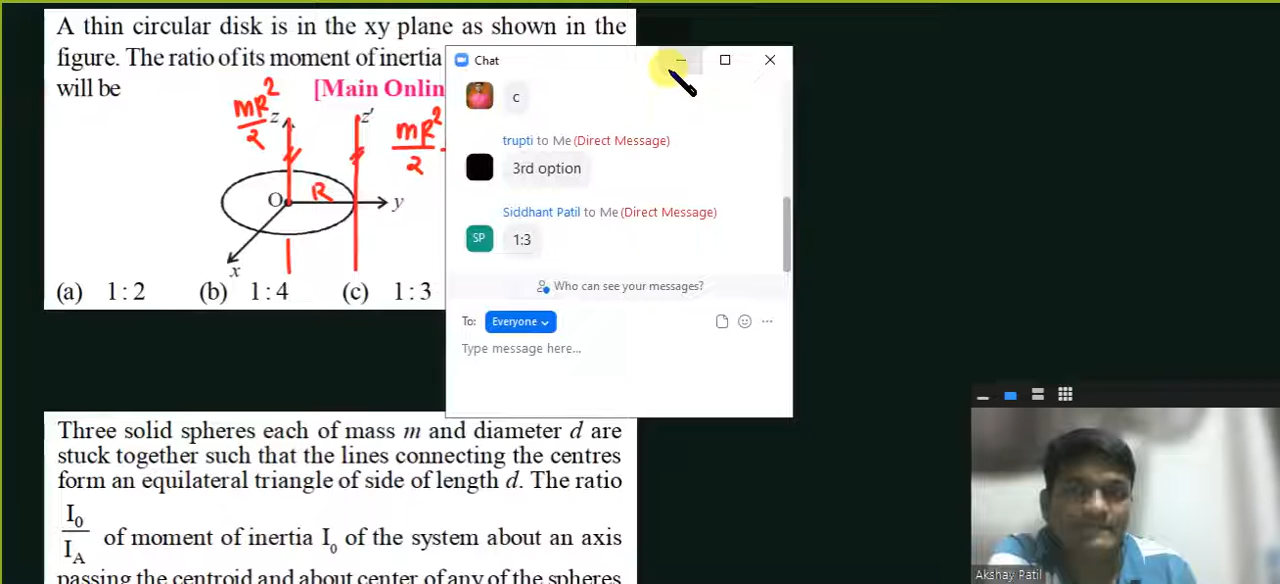 A thin circular disk is in the xy plane as shown in the
figure. The ratio of its moment of inertia
will be
[Main Onlin
mR²/2
z
z'
mR²/2
O
R
y
x
(a) 1 : 2
(b) 1 : 4
(c) 1 : 3
Chat
c
trupti to Me (Direct Message)
3rd option
Siddhant Patil to Me (Direct Message)
SP
1:3
Who can see your messages?
To: Everyone
Type message here...
Three solid spheres each of mass m and diameter d are
stuck together such that the lines connecting the centres
form an equilateral triangle of side of length d. The ratio
I₀/I_A of moment of inertia I₀ of the system about an axis
passing the centroid and about center of any of the spheres
Akshay Patil